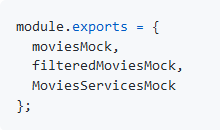 module.exports = {
  moviesMock,
  filteredMoviesMock,
  MoviesServicesMock
};